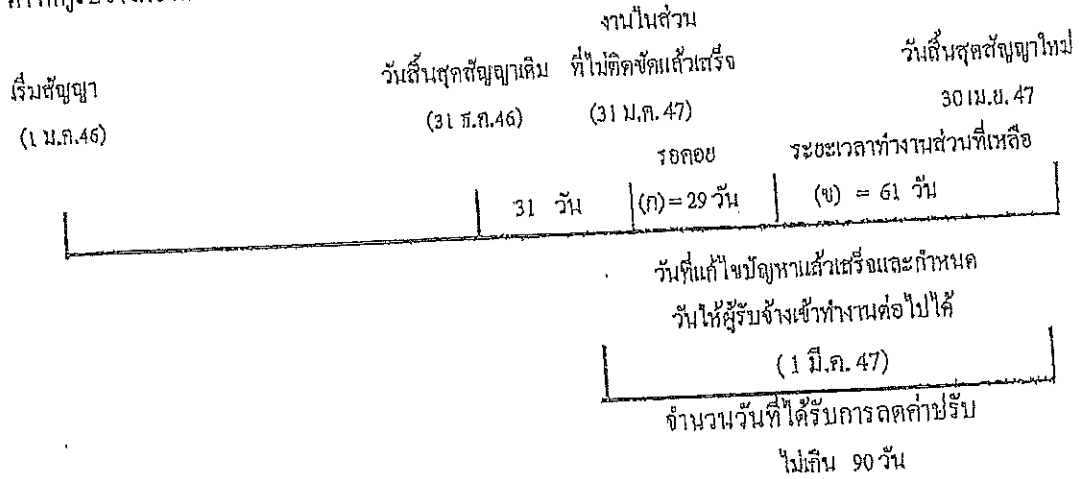 งานในส่วน
เริ่มสัญญา วันสิ้นสุดสัญญาเดิม ที่ไม่ติดขัดแล้วเสร็จ วันสิ้นสุดสัญญาใหม่
(1 ม.ค.46) (31 ธ.ค.46) (31 ม.ค. 47) 30 เม.ย. 47
รอคอย ระยะเวลาทำงานส่วนที่เหลือ
31 วัน (ก) = 29 วัน (ข) = 61 วัน
วันที่แก้ไขปัญหาแล้วเสร็จและกำหนด
วันให้ผู้รับจ้างเข้าทำงานต่อไปได้
(1 มี.ค. 47)
จำนวนวันที่ได้รับการลดค่าปรับ
ไม่เกิน 90 วัน